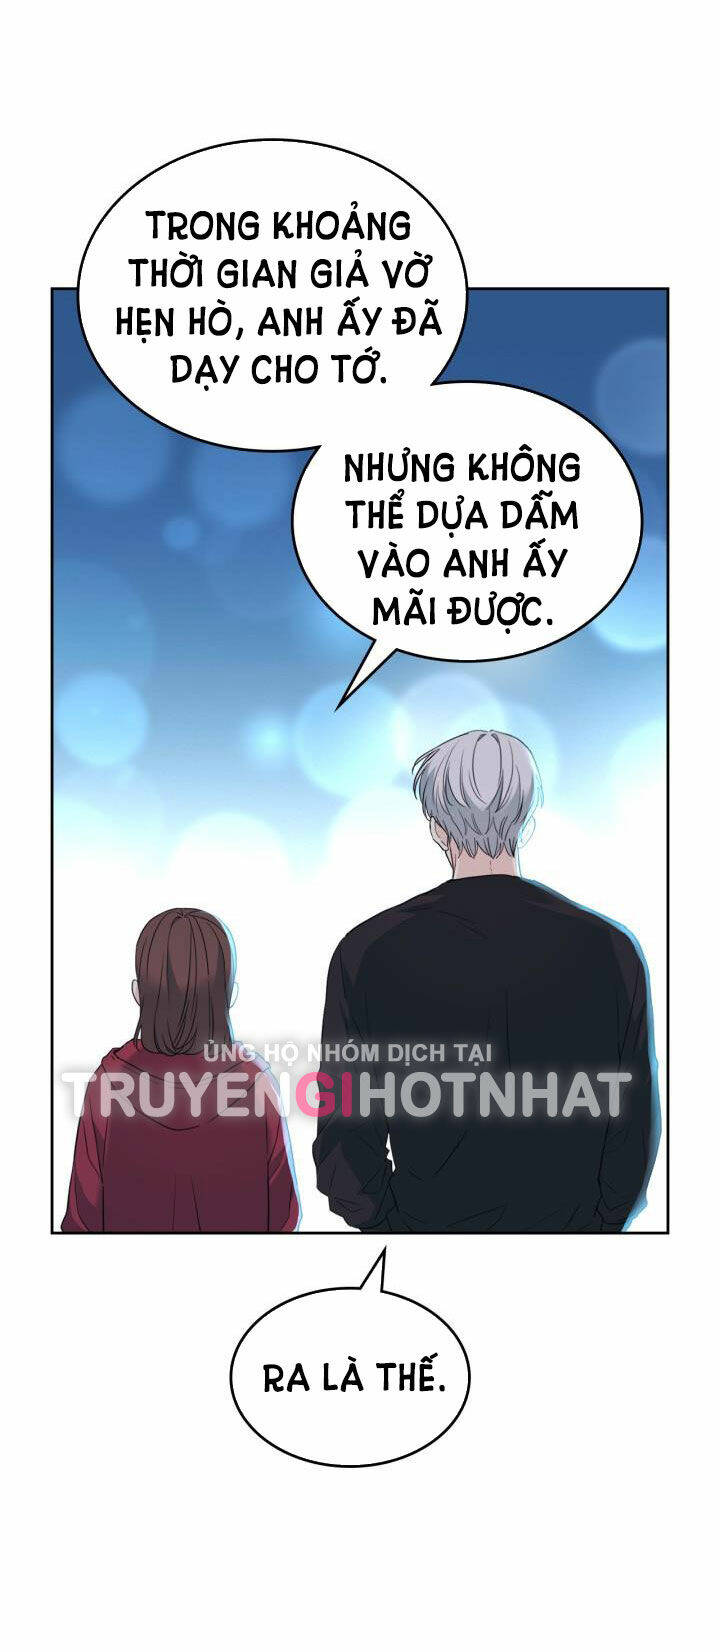 TRONG KHOẢNG
THỜI GIAN GIẢ VỜ
HẸN HÒ, ANH ẤY ĐÃ
DẠY CHO TỚ.
NHƯNG KHÔNG
THỂ DỰA DẪM
VÀO ANH ẤY
MÃI ĐƯỢC.
ỦNG HỘ NHÓM DỊCH TẠI
TRUYENGIHOTNHAT
RA LÀ THẾ.